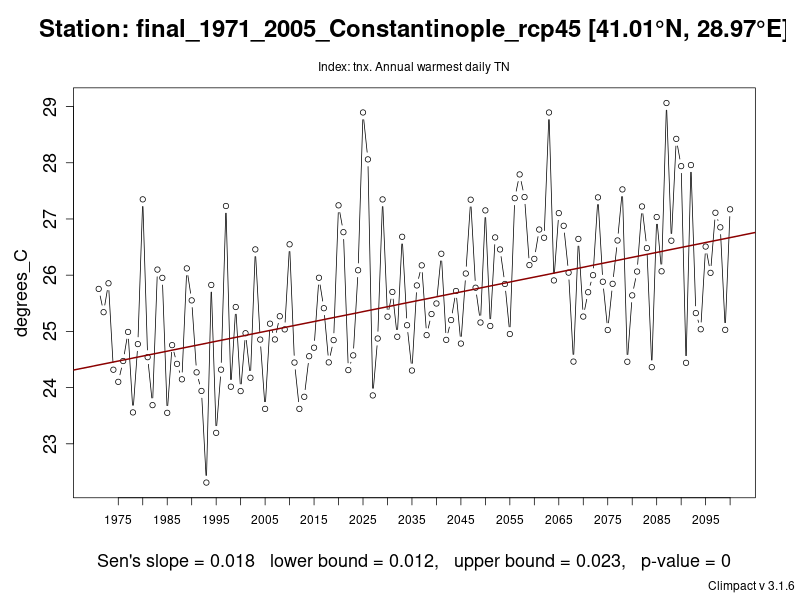 Station: final_1971_2005_Constantinople_rcp45 [41.01°N, 28.97°E]
Index: tnx. Annual warmest daily TN
degrees_C
29
28
27
26
25
24
23
1975 1985 1995 2005 2015 2025 2035 2045 2055 2065 2075 2085 2095
Sen's slope = 0.018 lower bound = 0.012, upper bound = 0.023, p-value = 0
Climpact v 3.1.6